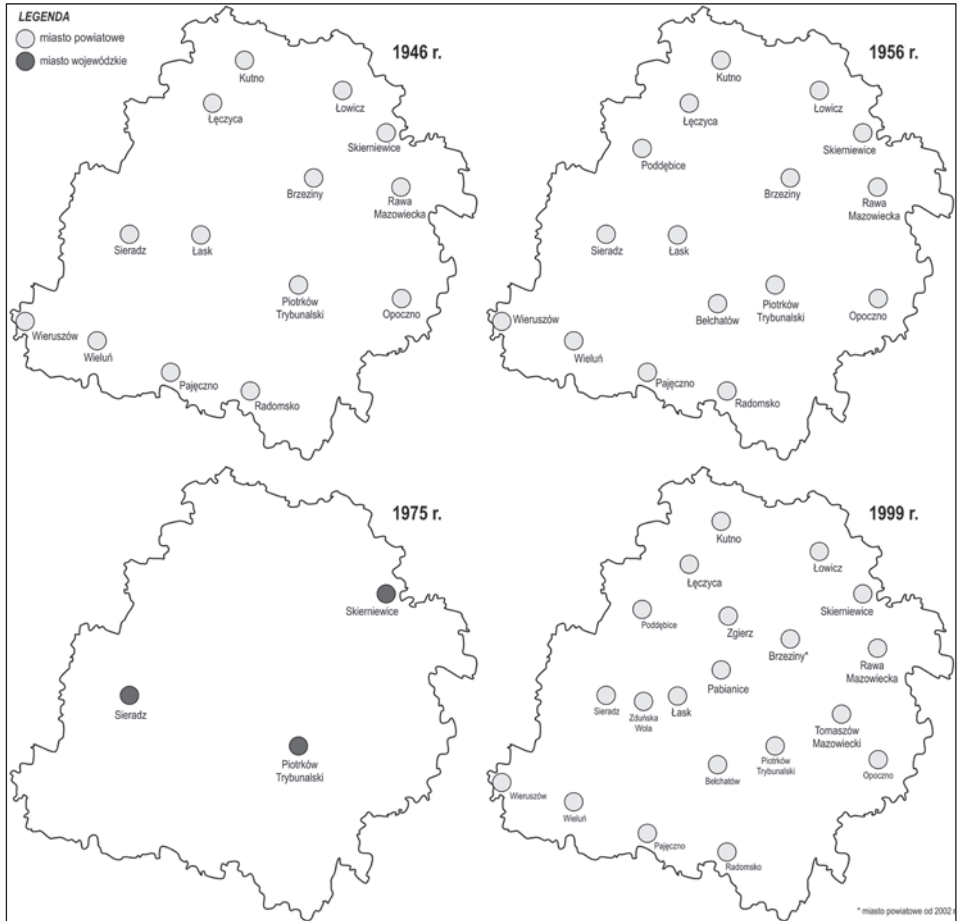 LEGENDA
miasto powiatowe
miasto wojewódzkie
1946 r.
Kutno
Łowicz
Łęczyca
Skierniewice
Brzeziny
Rawa
Mazowiecka
Sieradz
Łask
Piotrków
Trybunalski
Opoczno
Wieruszów
Wieluń
Pajęczno
Radomsko
1956 r.
Kutno
Łowicz
Łęczyca
Skierniewice
Poddębice
Brzeziny
Rawa
Mazowiecka
Sieradz
Łask
Bełchatów
Piotrków
Trybunalski
Opoczno
Wieruszów
Wieluń
Pajęczno
Radomsko
1975 r.
Skierniewice
Sieradz
Piotrków
Trybunalski
1999 r.
Kutno
Łowicz
Łęczyca
Skierniewice
Poddębice
Zgierz
Brzeziny*
Rawa
Mazowiecka
Pabianice
Sieradz
Zduńska
Wola
Łask
Tomaszów
Mazowiecki
Bełchatów
Piotrków
Trybunalski
Opoczno
Wieruszów
Wieluń
Pajęczno
Radomsko
* miasto powiatowe od 2002 r